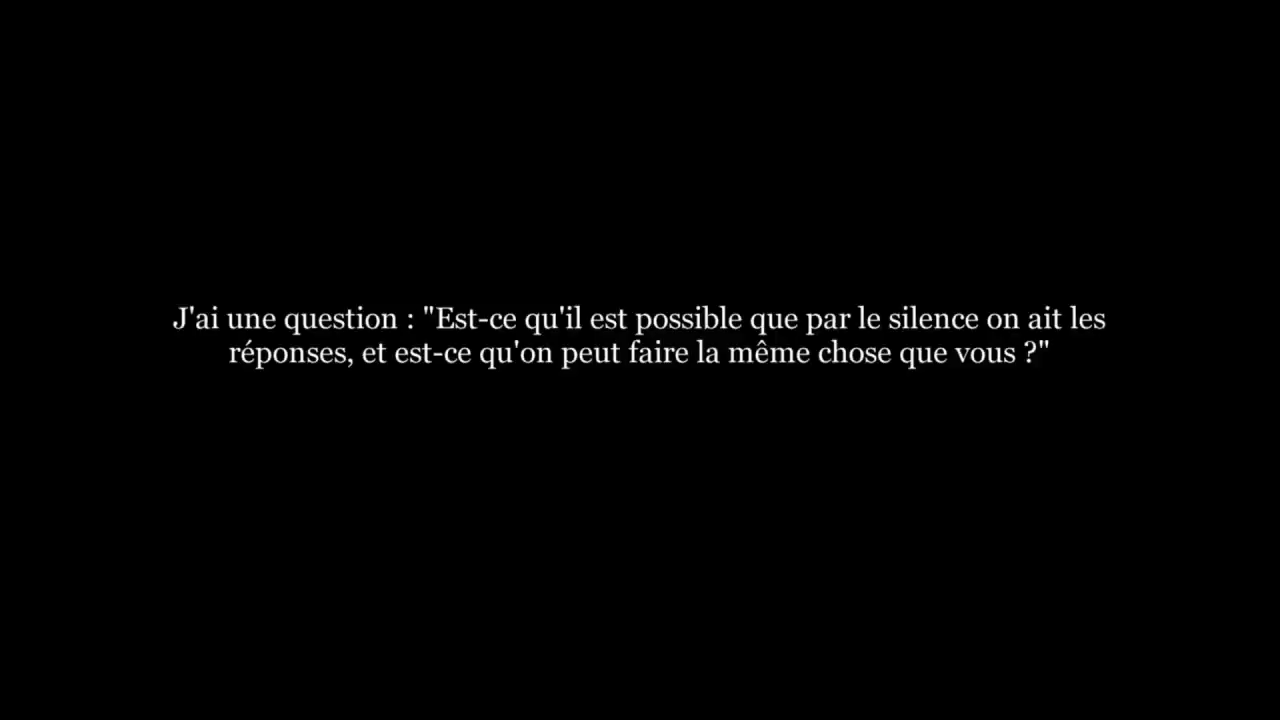 J'ai une question : "Est-ce qu'il est possible que par le silence on ait les
réponses, et est-ce qu'on peut faire la même chose que vous ?"